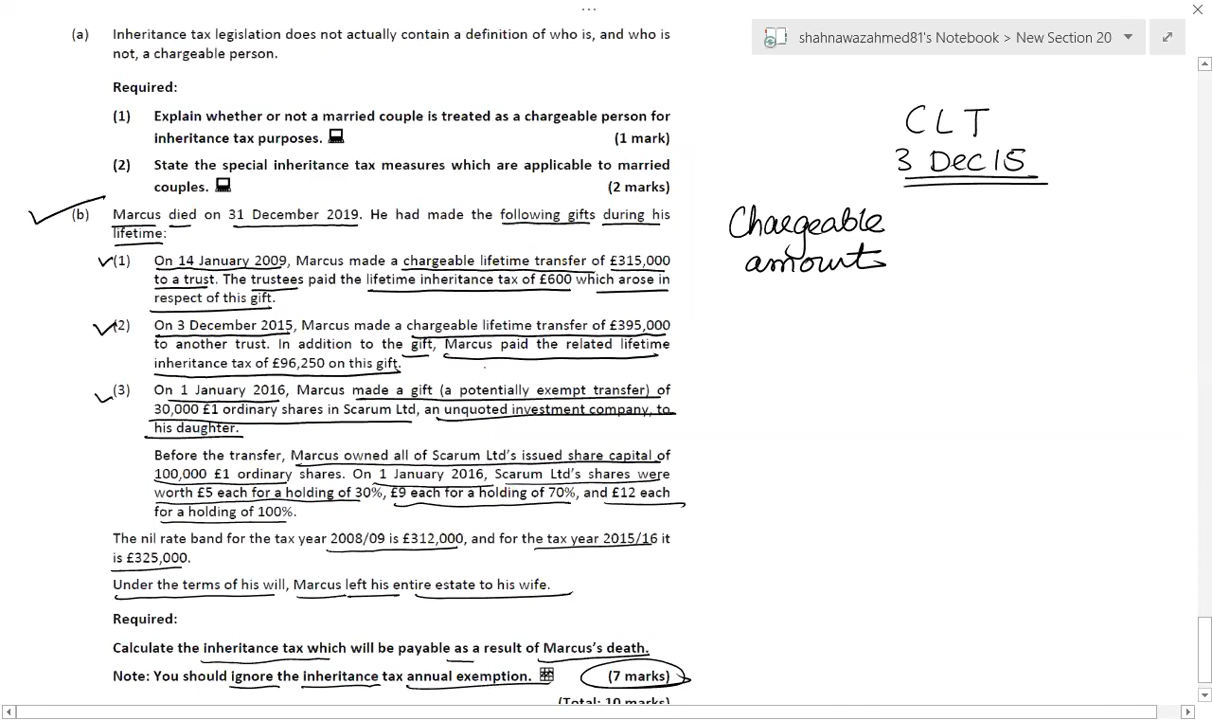 (a) Inheritance tax legislation does not actually contain a definition of who is, and who is
not, a chargeable person.
Required:
(1) Explain whether or not a married couple is treated as a chargeable person for
inheritance tax purposes. (1 mark)
(2) State the special inheritance tax measures which are applicable to married
couples. (2 marks)
(b) Marcus died on 31 December 2019. He had made the following gifts during his
lifetime:
(1) On 14 January 2009, Marcus made a chargeable lifetime transfer of £315,000
to a trust. The trustees paid the lifetime inheritance tax of £600 which arose in
respect of this gift.
(2) On 3 December 2015, Marcus made a chargeable lifetime transfer of £395,000
to another trust. In addition to the gift, Marcus paid the related lifetime
inheritance tax of £96,250 on this gift.
(3) On 1 January 2016, Marcus made a gift (a potentially exempt transfer) of
30,000 £1 ordinary shares in Scarum Ltd, an unquoted investment company, to
his daughter.
Before the transfer, Marcus owned all of Scarum Ltd's issued share capital of
100,000 £1 ordinary shares. On 1 January 2016, Scarum Ltd's shares were
worth £5 each for a holding of 30%, £9 each for a holding of 70%, and £12 each
for a holding of 100%.
The nil rate band for the tax year 2008/09 is £312,000, and for the tax year 2015/16 it
is £325,000.
Under the terms of his will, Marcus left his entire estate to his wife.
Required:
Calculate the inheritance tax which will be payable as a result of Marcus's death.
Note: You should ignore the inheritance tax annual exemption. (7 marks)
(Total: 10 marks)
shahnawazahmed81's Notebook > New Section 20
CLT
3 Dec 15
Chargeable
amount